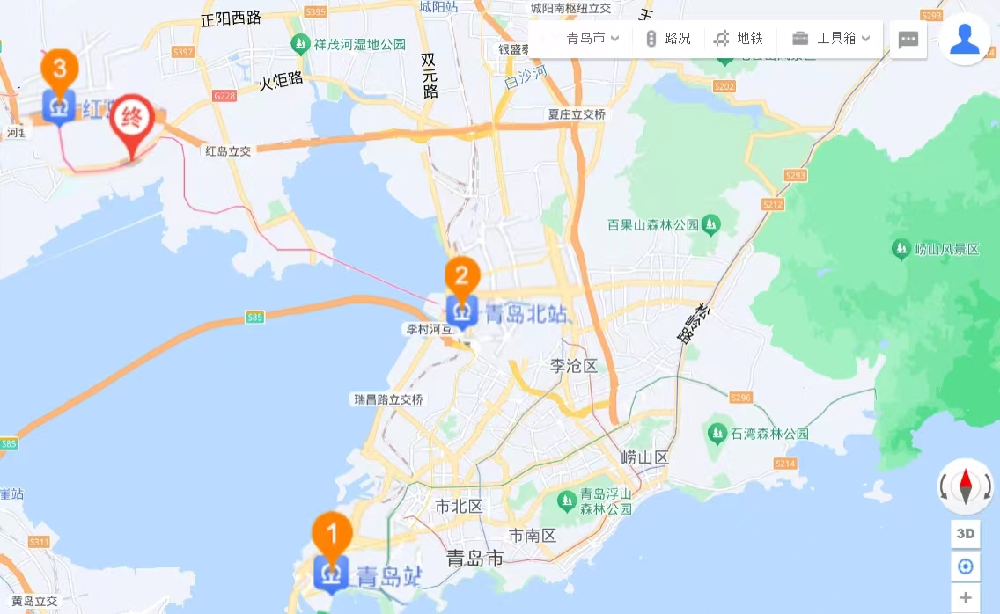 正阳西路
S395
城阳站
城阳南枢纽立交
S293
青岛市
路况
地铁
工具箱
祥茂河湿地公园
S397
双元路
银盛泰
白沙河
3
火炬路
G228
S202
夏庄立交桥
红岛
终
红岛立交
S293
S212
百果山森林公园
崂山风景区
2
青岛北站
S85
李村河互
松岭路
李沧区
瑞昌路立交桥
S296
S85
石湾森林公园
崂山区
S214
青岛浮山
森林公园
市北区
1
市南区
S311
青岛市
青岛站
黄岛立交
3D